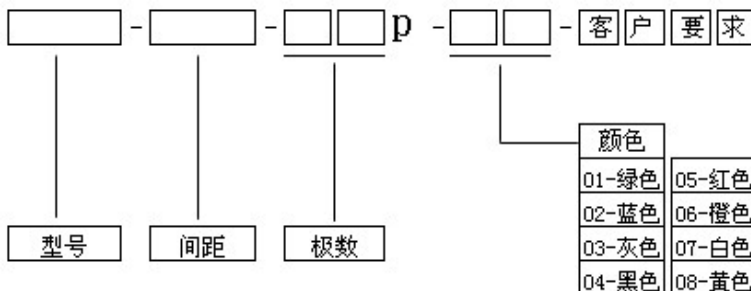 - - p - - 客户要求
颜色
01-绿色 05-红色
02-蓝色 06-橙色
型号 间距 极数 03-灰色 07-白色
04-黑色 08-黄色